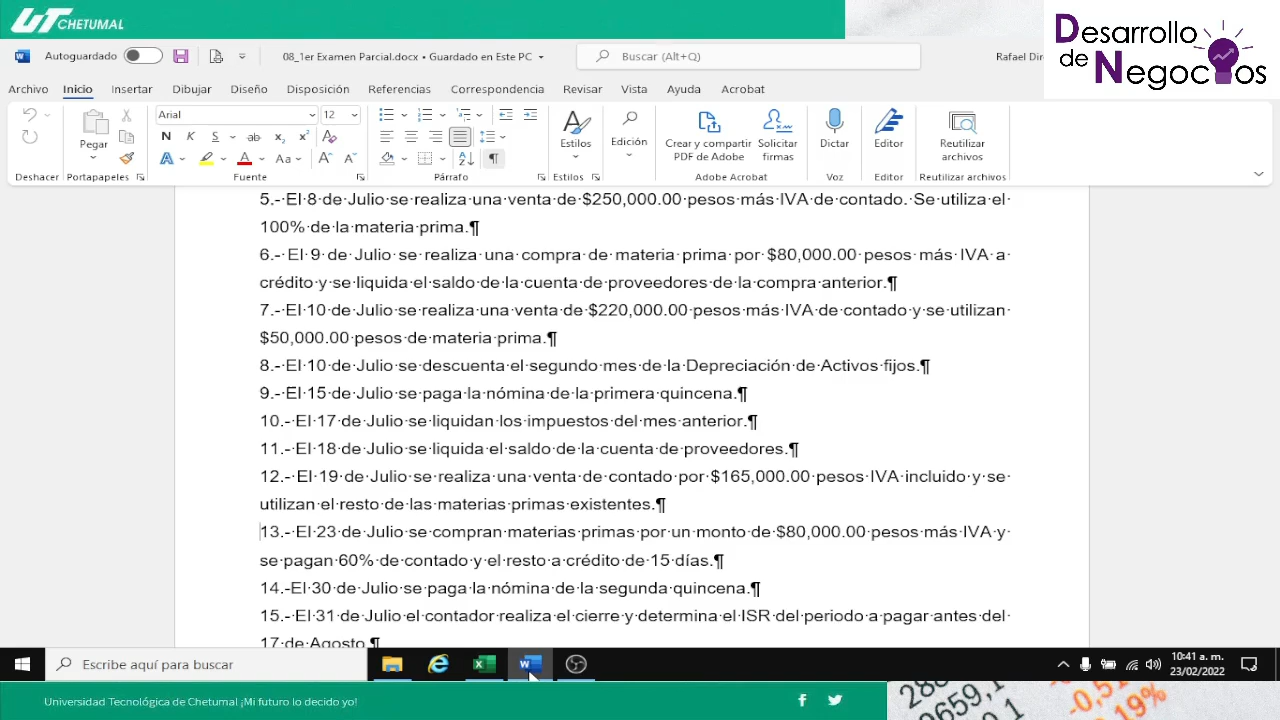 UT CHETUMAL
Desarrollo
de Negocios
Autoguardado
08_1er Examen Parcial.docx • Guardado en Este PC
Buscar (Alt+Q)
Rafael Dir
Archivo Inicio Insertar Dibujar Diseño Disposición Referencias Correspondencia Revisar Vista Ayuda Acrobat
Pegar
Arial 12
N K S ab x₂ x²
A A Aa A A
Estilos
Edición
Crear y compartir
PDF de Adobe
Solicitar
firmas
Dictar
Editor
Reutilizar
archivos
Deshacer Portapapeles Fuente Párrafo Estilos Adobe Acrobat Voz Editor Reutilizar archivos
5.- El 8 de Julio se realiza una venta de $250,000.00 pesos más IVA de contado. Se utiliza el
100% de la materia prima.¶
6.- El 9 de Julio se realiza una compra de materia prima por $80,000.00 pesos más IVA a
crédito y se liquida el saldo de la cuenta de proveedores de la compra anterior.¶
7.- El 10 de Julio se realiza una venta de $220,000.00 pesos más IVA de contado y se utilizan
$50,000.00 pesos de materia prima.¶
8.- El 10 de Julio se descuenta el segundo mes de la Depreciación de Activos fijos.¶
9.- El 15 de Julio se paga la nómina de la primera quincena.¶
10.- El 17 de Julio se liquidan los impuestos del mes anterior.¶
11.- El 18 de Julio se liquida el saldo de la cuenta de proveedores.¶
12.- El 19 de Julio se realiza una venta de contado por $165,000.00 pesos IVA incluido y se
utilizan el resto de las materias primas existentes.¶
13.- El 23 de Julio se compran materias primas por un monto de $80,000.00 pesos más IVA y
se pagan 60% de contado y el resto a crédito de 15 días.¶
14.-El 30 de Julio se paga la nómina de la segunda quincena.¶
15.- El 31 de Julio el contador realiza el cierre y determina el ISR del periodo a pagar antes del
17 de Agosto.¶
Escribe aquí para buscar
10:41 a. m.
23/02/2022
Universidad Tecnológica de Chetumal ¡Mi futuro lo decido yo!